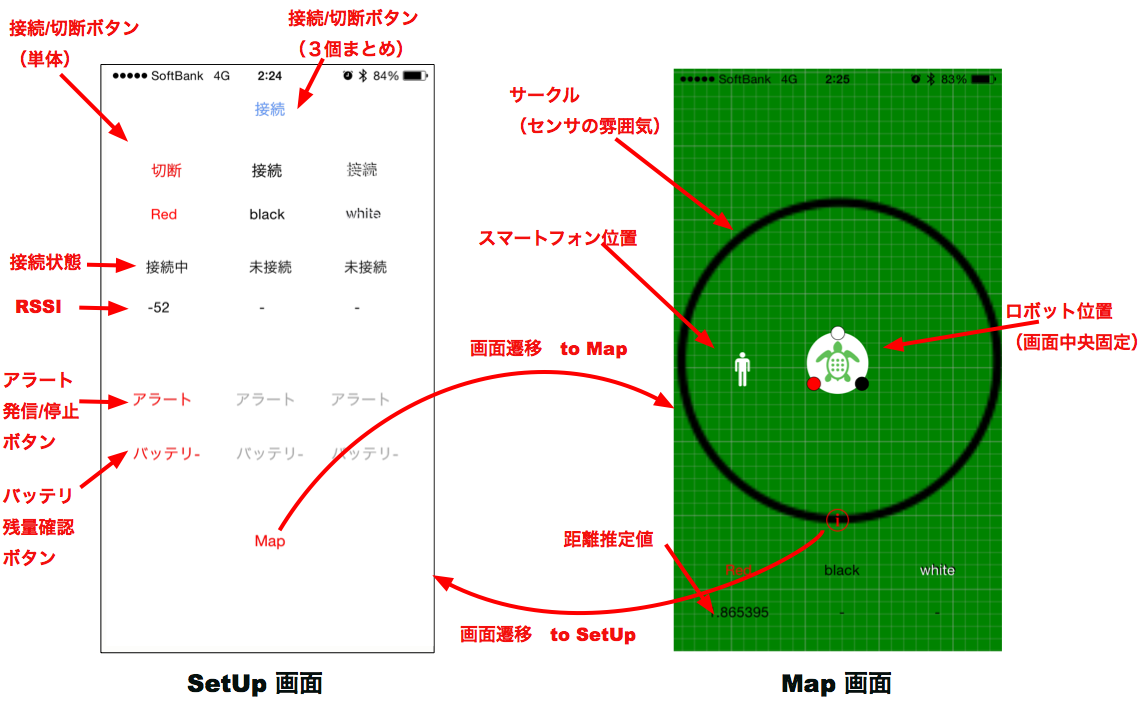 接続/切断ボタン
（単体）
接続/切断ボタン
（３個まとめ）
SoftBank 4G 2:24 84%
接続
切断 接続 接続
Red black white
接続状態
接続中 未接続 未接続
RSSI
-52 - -
アラート
発信/停止
ボタン
アラート アラート アラート
バッテリ- バッテリ- バッテリ-
バッテリ
残量確認
ボタン
Map
画面遷移 to Map
画面遷移 to SetUp
SetUp 画面
SoftBank 4G 2:25 83%
サークル
（センサの雰囲気）
スマートフォン位置
ロボット位置
（画面中央固定）
i
距離推定値
Red black white
.865395 - -
Map 画面